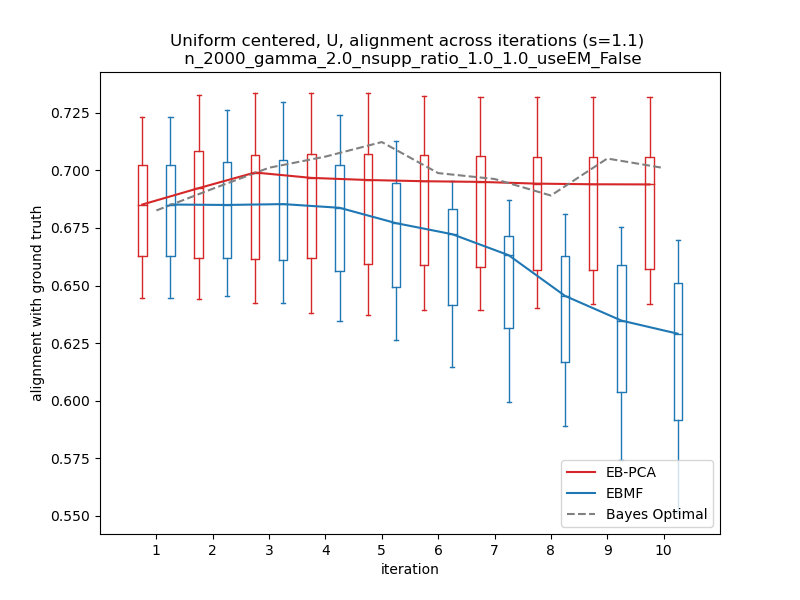 Uniform centered, U, alignment across iterations (s=1.1)
n_2000_gamma_2.0_nsupp_ratio_1.0_1.0_useEM_False
alignment with ground truth
0.725
0.700
0.675
0.650
0.625
0.600
0.575
0.550
EB-PCA
EBMF
Bayes Optimal
1 2 3 4 5 6 7 8 9 10
iteration